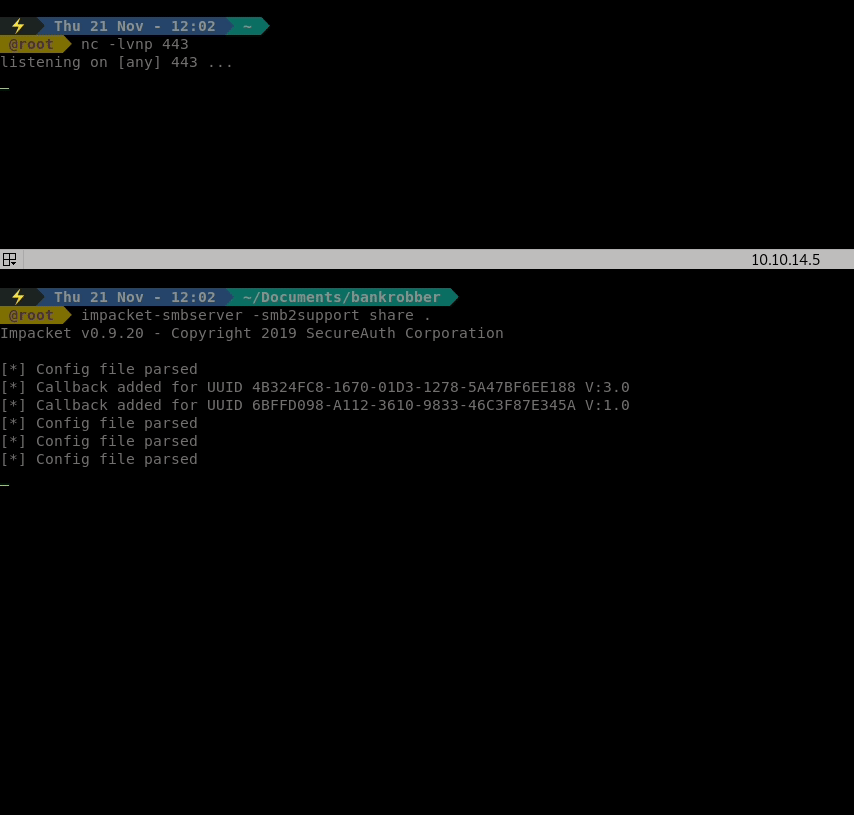 Thu 21 Nov - 12:02 ~
@root nc -lvnp 443
listening on [any] 443 ...
10.10.14.5
Thu 21 Nov - 12:02 ~/Documents/bankrobber
@root impacket-smbserver -smb2support share .
Impacket v0.9.20 - Copyright 2019 SecureAuth Corporation
[*] Config file parsed
[*] Callback added for UUID 4B324FC8-1670-01D3-1278-5A47BF6EE188 V:3.0
[*] Callback added for UUID 6BFFD098-A112-3610-9833-46C3F87E345A V:1.0
[*] Config file parsed
[*] Config file parsed
[*] Config file parsed